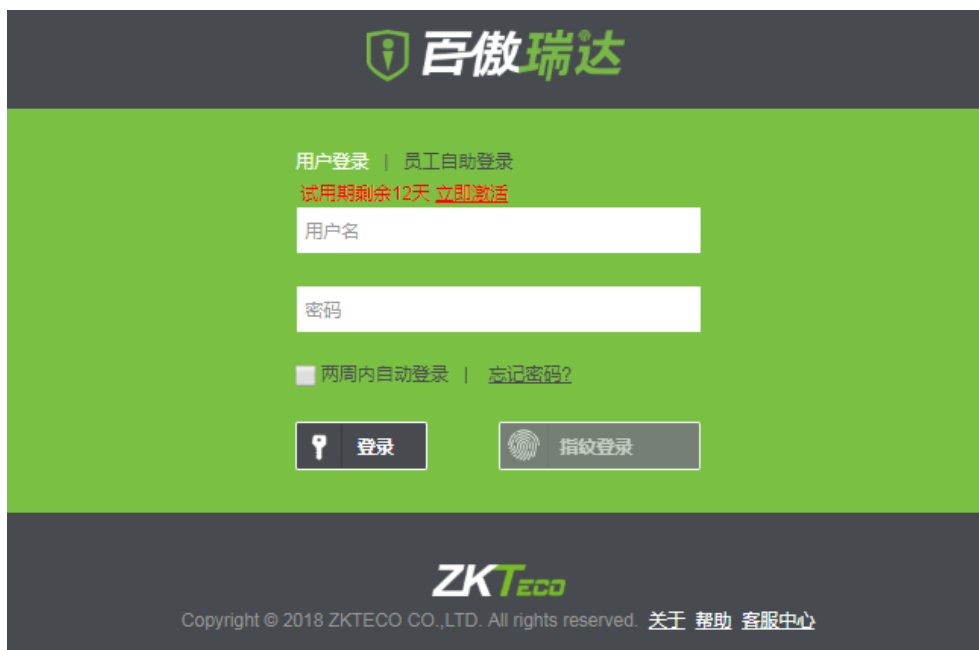 百傲瑞达
用户登录 | 员工自助登录
试用期剩余12天 立即激活
用户名
密码
两周内自动登录 | 忘记密码?
登录 指纹登录
ZKTECO
Copyright © 2018 ZKTECO CO.,LTD. All rights reserved. 关于 帮助 客服中心